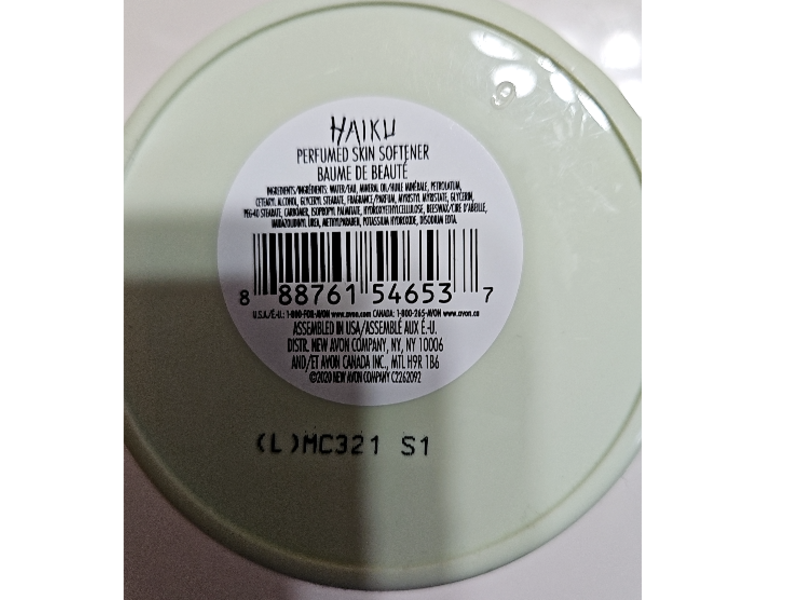 HAIKU
PERFUMED SKIN SOFTENER
BAUME DE BEAUTÉ
INGREDIENTS/INGRÉDIENTS: WATER/EAU, MINERAL OIL/HUILE MINÉRALE, PETROLATUM,
CETEARYL ALCOHOL, GLYCERYL STEARATE, FRAGRANCE/PARFUM, MYRISTYL MYRISTATE, GLYCERIN,
PEG-40 STEARATE, CARBOMER, ISOPROPYL PALMITATE, HYDROXYETHYLCELLULOSE, BEESWAX/CIRE D'ABEILLE,
IMIDAZOLIDINYL UREA, METHYLPARABEN, POTASSIUM HYDROXIDE, DISODIUM EDTA.
8 88761 54653 7
U.S.A./É.-U.: 1-800-FOR-AVON www.avon.com CANADA: 1-800-265-AVON www.avon.ca
ASSEMBLED IN USA/ASSEMBLÉ AUX É.-U.
DISTR. NEW AVON COMPANY, NY, NY 10006
AND/ET AVON CANADA INC., MTL H9R 1B6
©2020 NEW AVON COMPANY C2262092
(L)MC321 S1